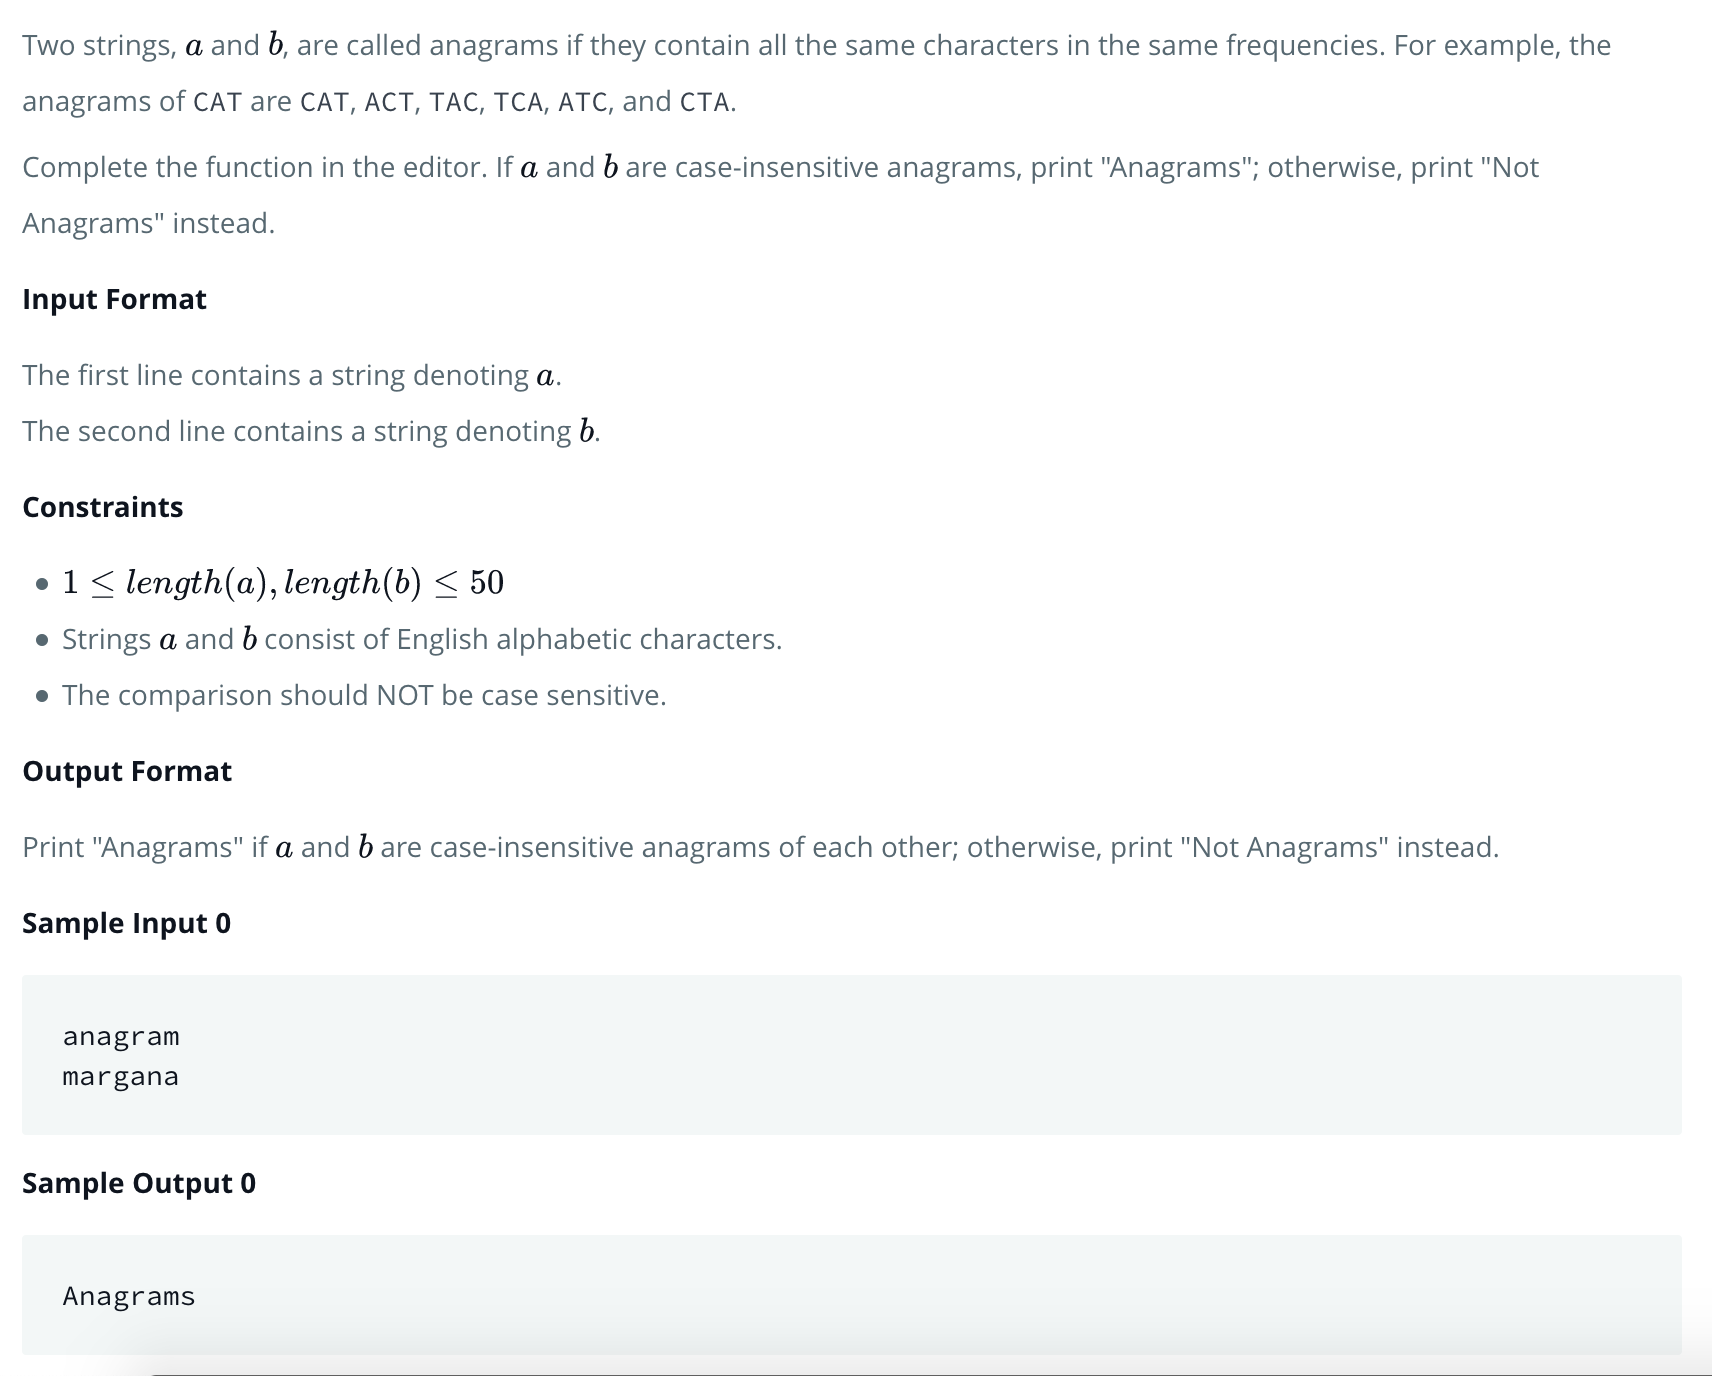 Two strings, a and b, are called anagrams if they contain all the same characters in the same frequencies. For example, the
anagrams of CAT are CAT, ACT, TAC, TCA, ATC, and CTA.
Complete the function in the editor. If a and b are case-insensitive anagrams, print "Anagrams"; otherwise, print "Not
Anagrams" instead.
Input Format
The first line contains a string denoting a.
The second line contains a string denoting b.
Constraints
• 1 ≤ length(a), length(b) ≤ 50
• Strings a and b consist of English alphabetic characters.
• The comparison should NOT be case sensitive.
Output Format
Print "Anagrams" if a and b are case-insensitive anagrams of each other; otherwise, print "Not Anagrams" instead.
Sample Input 0
anagram
margana
Sample Output 0
Anagrams